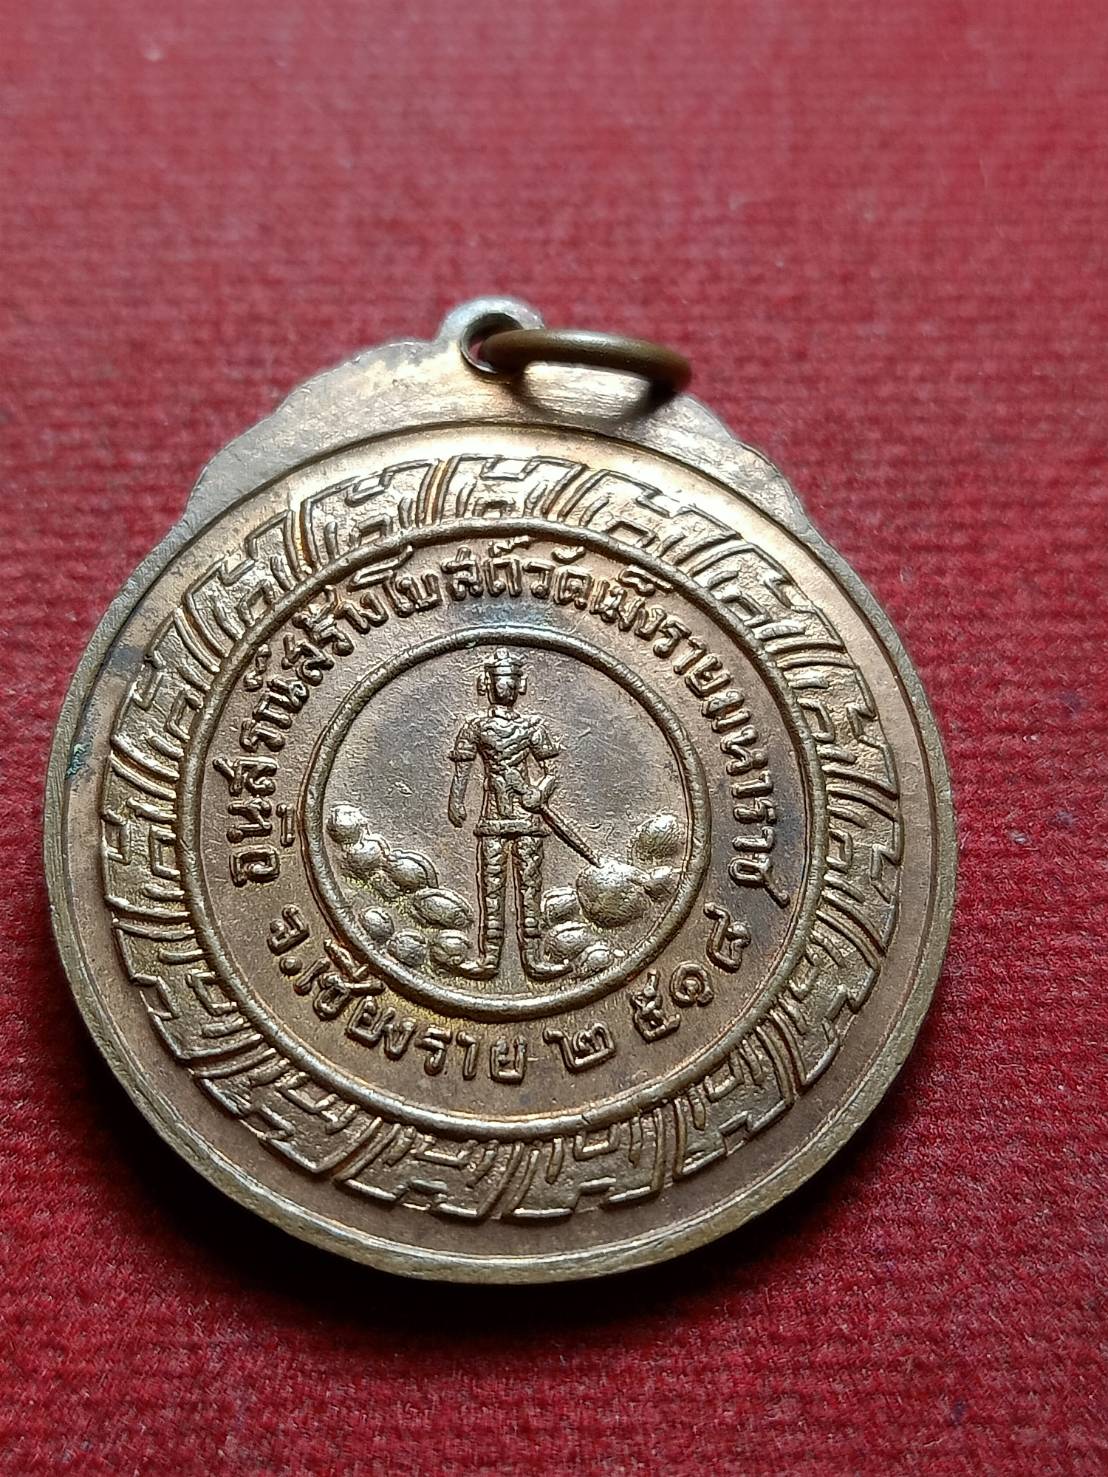 อนุสรณ์สร้างโบสถ์วัดเม็งรายมหาราช
จ.เชียงราย ๒๕๑๘